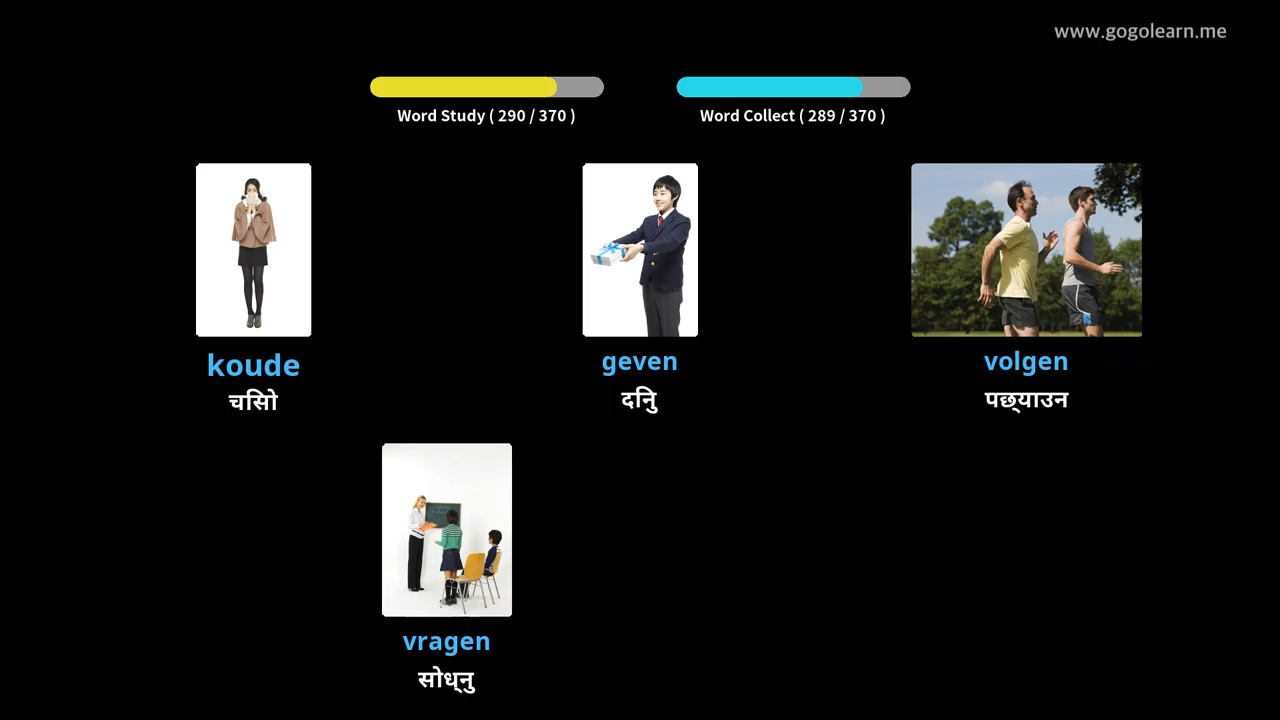 www.gogolearn.me
Word Study ( 290 / 370 )
Word Collect ( 289 / 370 )
koude
चिसो
geven
दिनु
volgen
पछ्याउन
vragen
सोध्नु